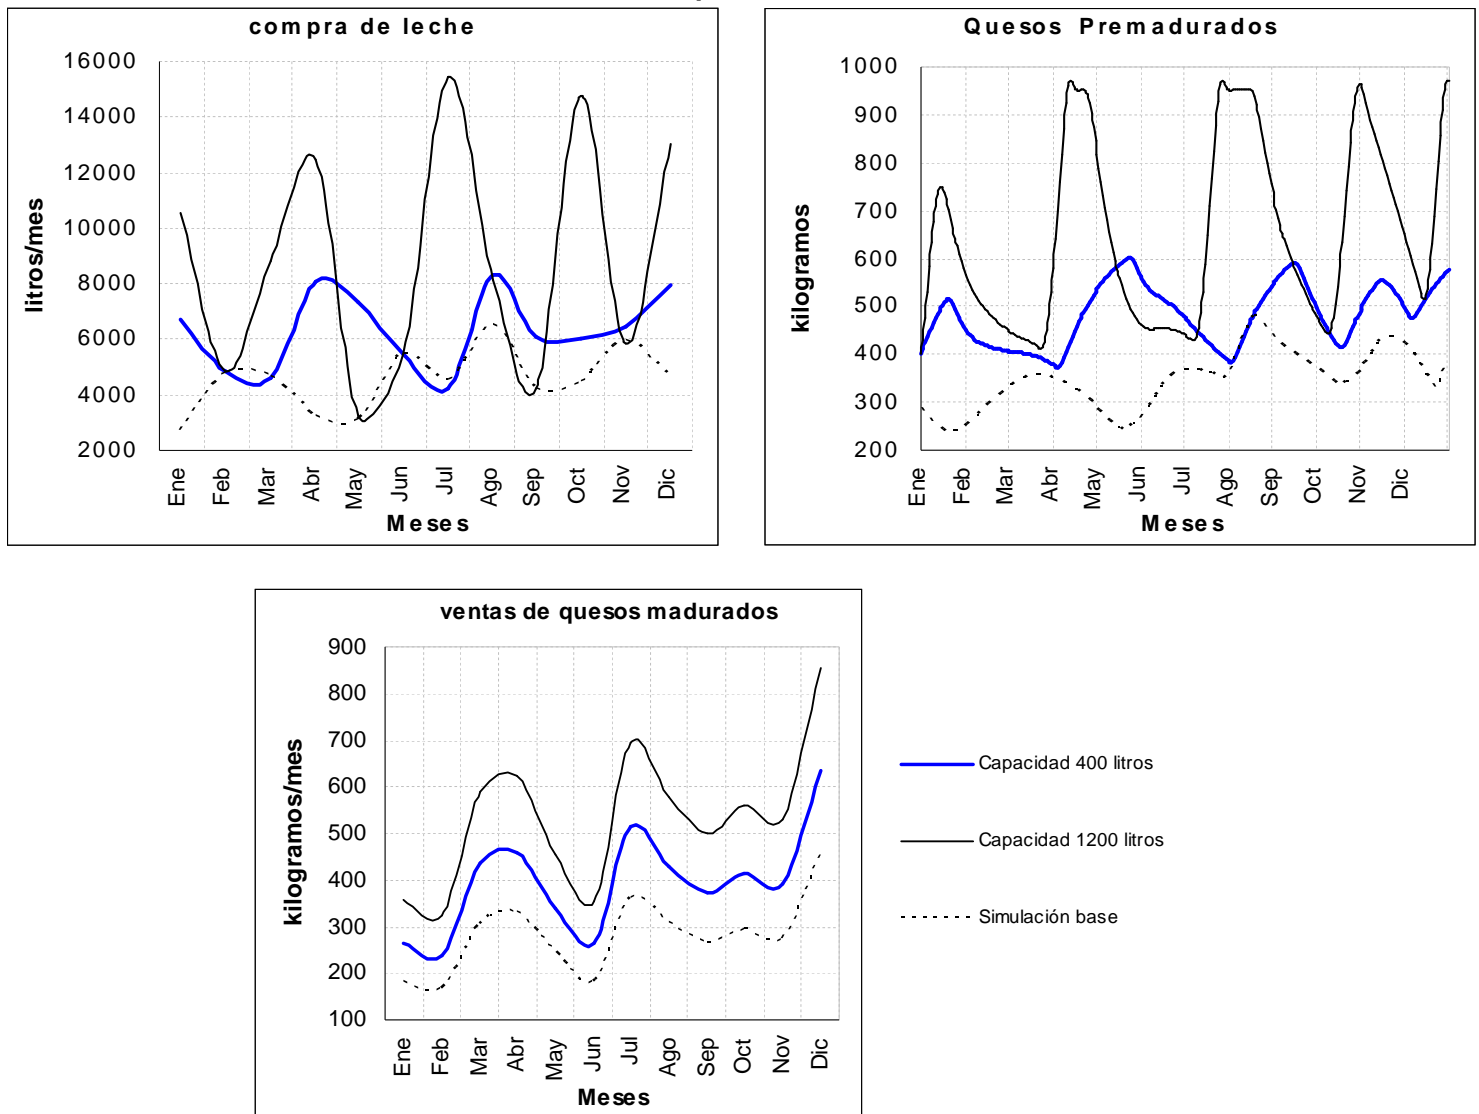 compra de leche
16000
14000
12000
10000
8000
6000
4000
2000
litros/mes
Ene
Feb
Mar
Abr
May
Jun
Jul
Ago
Sep
Oct
Nov
Dic
Meses
Quesos Premadurados
1000
900
800
700
600
500
400
300
200
kilogramos
Ene
Feb
Mar
Abr
May
Jun
Jul
Ago
Sep
Oct
Nov
Dic
Meses
ventas de quesos madurados
900
800
700
600
500
400
300
200
100
kilogramos/mes
Ene
Feb
Mar
Abr
May
Jun
Jul
Ago
Sep
Oct
Nov
Dic
Meses
Capacidad 400 litros
Capacidad 1200 litros
Simulación base